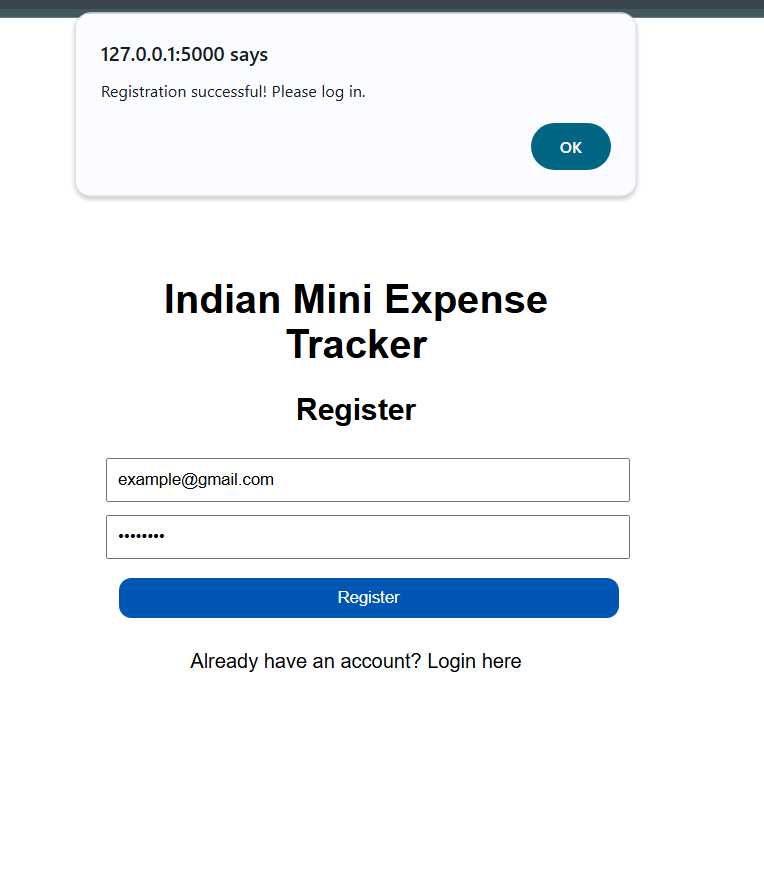 127.0.0.1:5000 says
Registration successful! Please log in.
OK
Indian Mini Expense
Tracker
Register
example@gmail.com
••••••••
Register
Already have an account? Login here